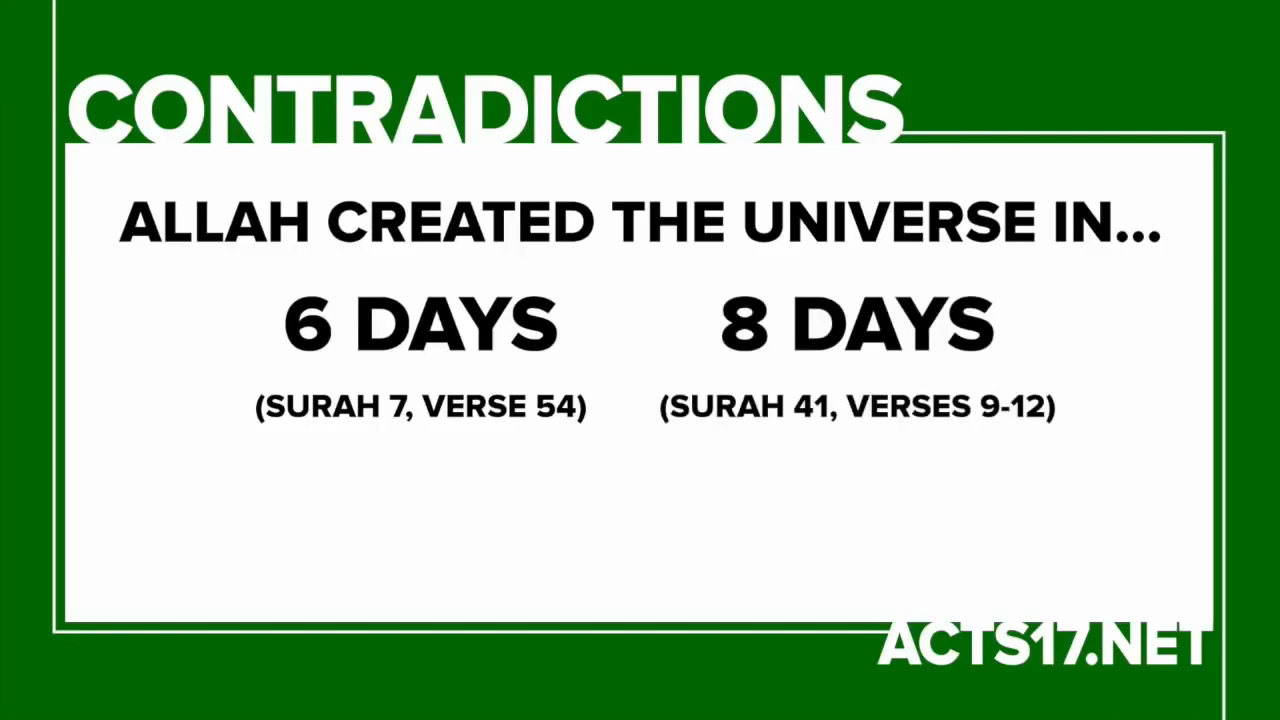 CONTRADICTIONS
ALLAH CREATED THE UNIVERSE IN...
6 DAYS 8 DAYS
(SURAH 7, VERSE 54) (SURAH 41, VERSES 9-12)
ACTS17.NET